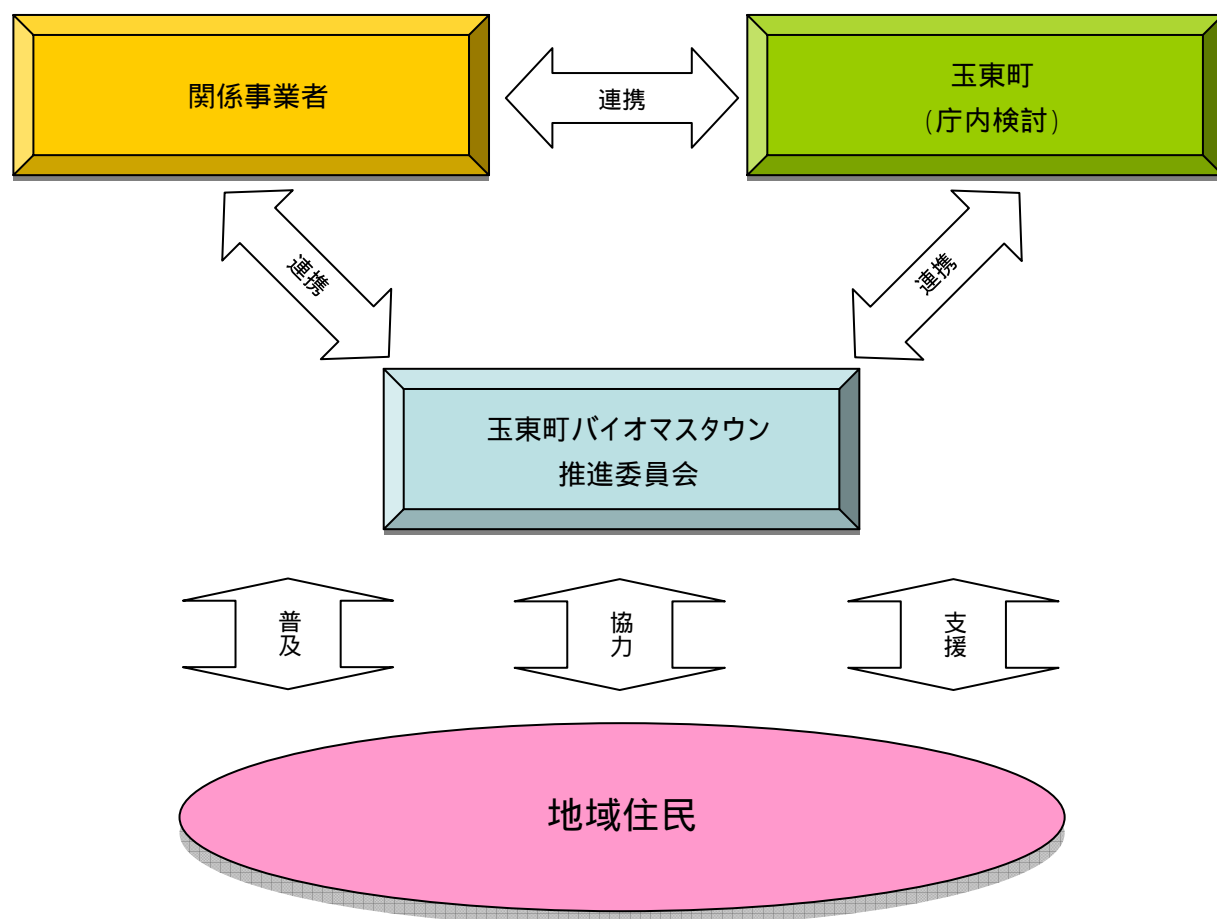 関係事業者
連携
玉東町
(庁内検討)
連携
連携
玉東町バイオマスタウン
推進委員会
普及
協力
支援
地域住民